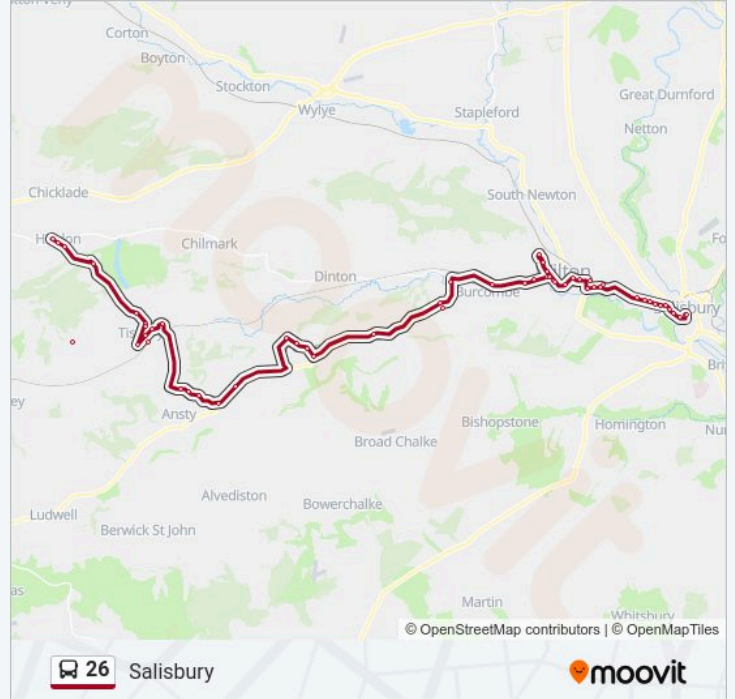 Corton
Boyton
Stockton
Wylye
Stapleford
Great Durnford
Netton
Chicklade
South Newton
Chilmark
Dinton
Burcombe
Ansty
Broad Chalke
Bishopstone
Homington
Alvediston
Bowerchalke
Ludwell
Berwick St John
Martin
Whitsbury
© OpenStreetMap contributors | © OpenMapTiles
26 Salisbury
moovit